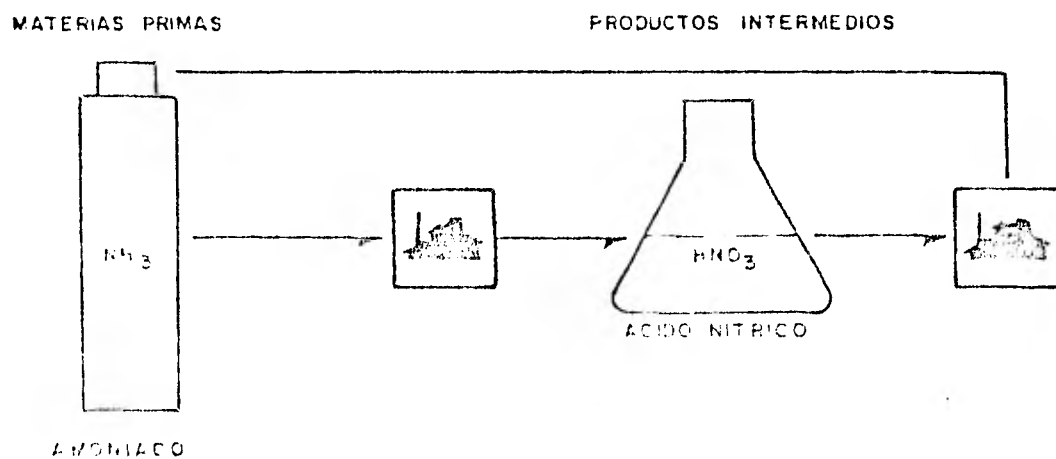 MATERIAS PRIMAS
PRODUCTOS INTERMEDIOS
NH3
HNO3
ACIDO NITRICO
AMONIACO